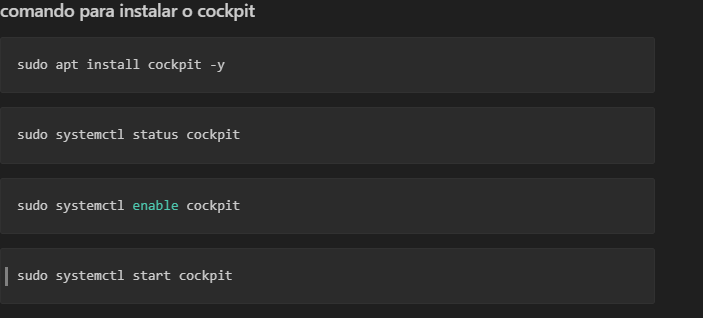 comando para instalar o cockpit
sudo apt install cockpit -y
sudo systemctl status cockpit
sudo systemctl enable cockpit
sudo systemctl start cockpit